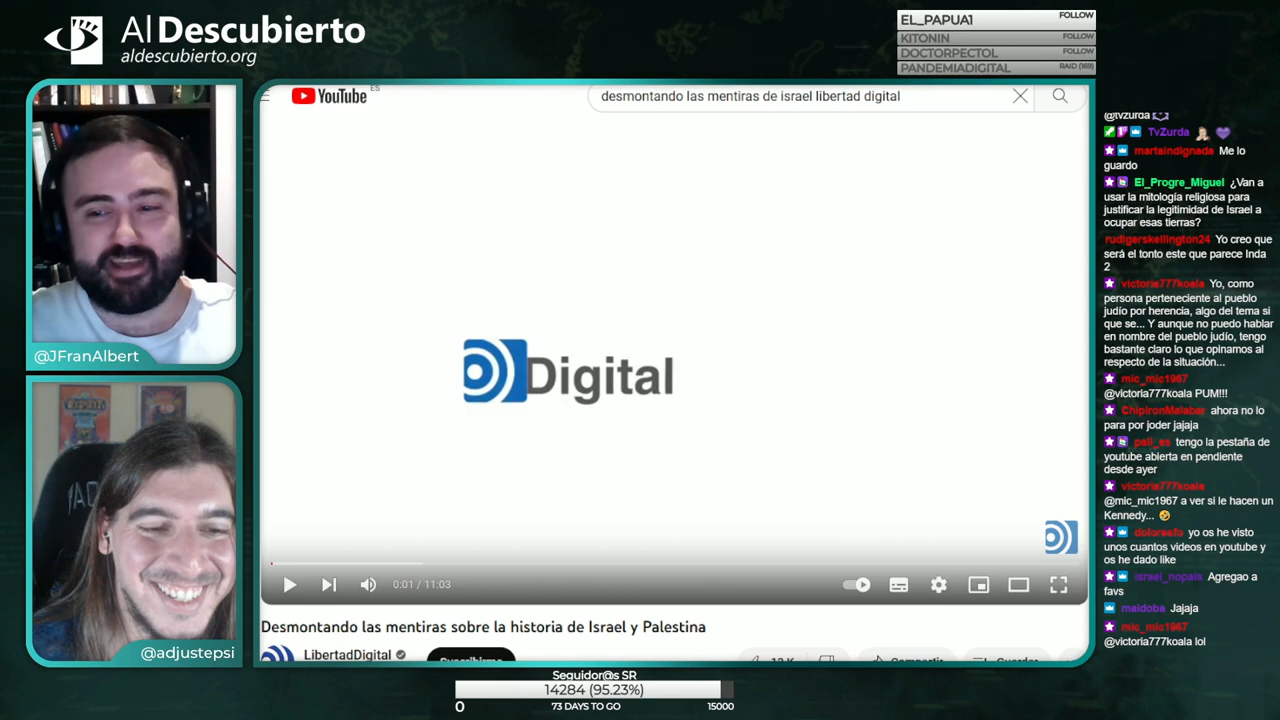 Al Descubierto
aldescubierto.org
EL_PAPUA1 FOLLOW
KITONIN FOLLOW
DOCTORPECTOL FOLLOW
PANDEMIADIGITAL RAID (169)
YouTube ES
desmontando las mentiras de israel libertad digital
@JFranAlbert
@adjustepsi
Digital
0:01 / 11:03
Desmontando las mentiras sobre la historia de Israel y Palestina
LibertadDigital
@tvzurda
TvZurda
martaindignada Me lo
guardo
El_Progre_Miguel ¿Van a
usar la mitología religiosa para
justificar la legitimidad de Israel a
ocupar esas tierras?
rudigerskellington24 Yo creo que
será el tonto este que parece Inda
2
victoria777koala Yo, como
persona perteneciente al pueblo
judío por herencia, algo del tema si
que se... Y aunque no puedo hablar
en nombre del pueblo judío, tengo
bastante claro lo que opinamos al
respecto de la situación...
mic_mic1967
@victoria777koala PUM!!!
ChipironMalabar ahora no lo
para por joder jajaja
pall_es tengo la pestaña de
youtube abierta en pendiente
desde ayer
victoria777koala
@mic_mic1967 a ver si le hacen un
Kennedy...
doloresfo yo os he visto
unos cuantos videos en youtube y
os he dado like
israel_nopais Agregao a
favs
maidoba Jajaja
mic_mic1967
@victoria777koala lol
Seguidor@s SR
14284 (95.23%)
0 73 DAYS TO GO 15000